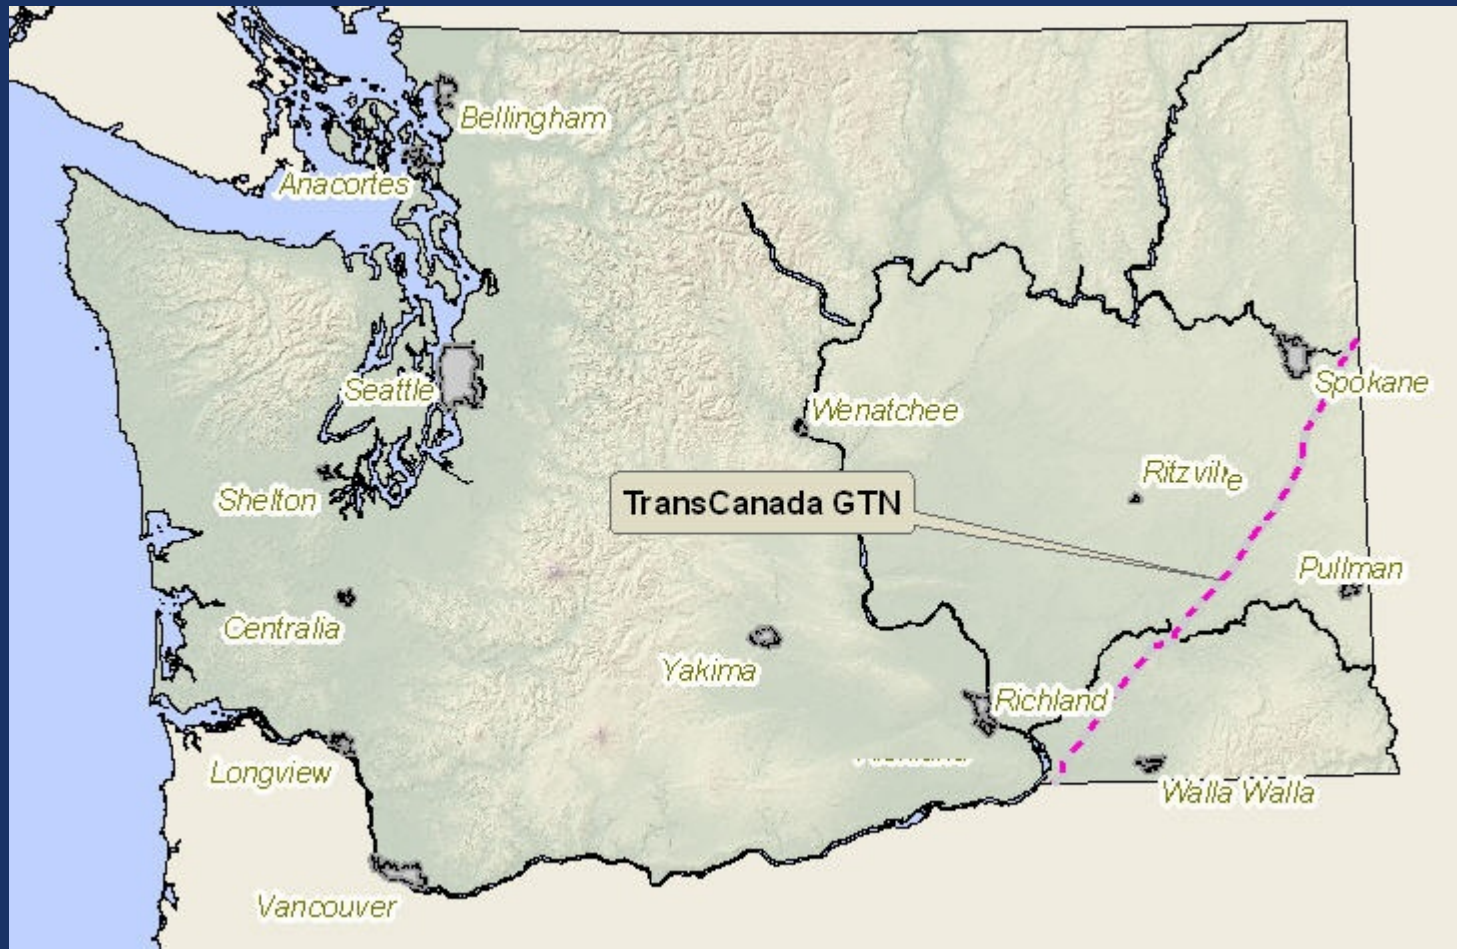 Bellingham
Anacortes
Seattle
Spokane
Wenatchee
Ritzville
Shelton
TransCanada GTN
Pullman
Centralia
Yakima
Richland
Longview
Walla Walla
Vancouver